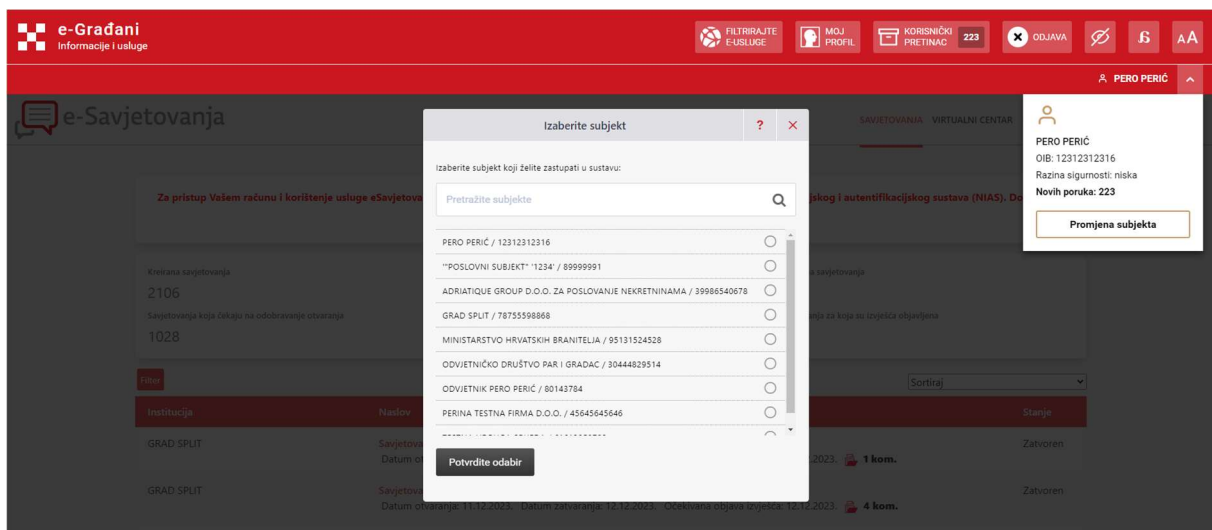 e-Građani
Informacije i usluge
FILTRIRAJTE
E-USLUGE
MOJ
PROFIL
KORISNIČKI
PRETINAC
223
ODJAVA
AA
PERO PERIĆ
e-Savjetovanja
SAVJETOVANJA VIRTUALNI CENTAR
PERO PERIĆ
OIB: 12312312316
Razina sigurnosti: niska
Novih poruka: 223
Promjena subjekta
Izaberite subjekt ?
Izaberite subjekt koji želite zastupati u sustavu:
Pretražite subjekte
PERO PERIĆ / 12312312316
""POSLOVNI SUBJEKT" '1234' / 89999991
ADRIATIQUE GROUP D.O.O. ZA POSLOVANJE NEKRETNINAMA / 39986540678
GRAD SPLIT / 78755598868
MINISTARSTVO HRVATSKIH BRANITELJA / 95131524528
ODVJETNIČKO DRUŠTVO PAR I GRADAC / 30444829514
ODVJETNIK PERO PERIĆ / 80143784
PERINA TESTNA FIRMA D.O.O. / 45645645646
Potvrdite odabir
Za pristup Vašem računu i korištenje usluge eSavjetova
i autentifikacijskog sustava (NIAS). Do
Kreirana savjetovanja
2106
Savjetovanja koja čekaju na odobravanje otvaranja
1028
savjetovanja
za koja su izvješća objavljena
Filter
Sortiraj
Institucija Naslov Stanje
GRAD SPLIT Savjetova Zatvoren
Datum ot 2023. 1 kom.
GRAD SPLIT Savjetova Zatvoren
Datum otvaranja: 11.12.2023. Datum zatvaranja: 12.12.2023. Očekivana objava izvješća: 12.12.2023. 4 kom.